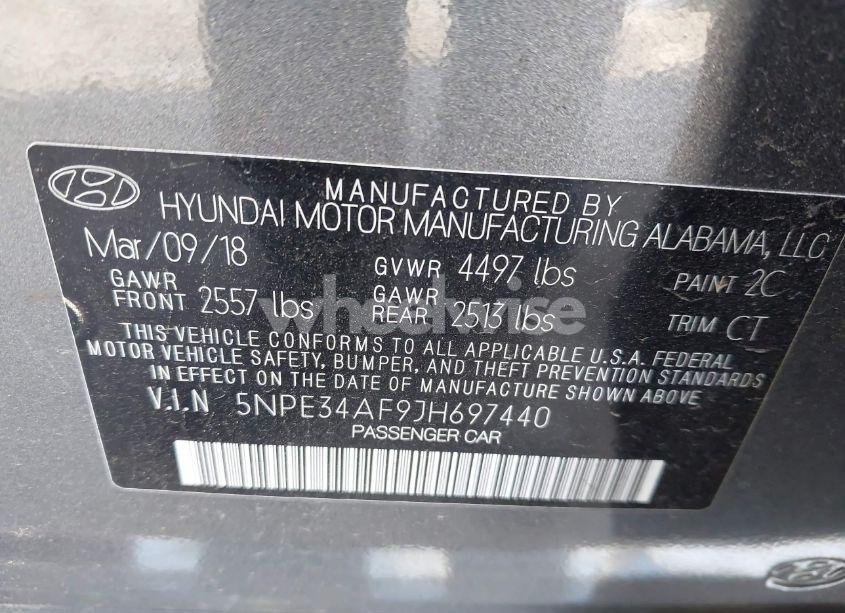 MANUFACTURED BY
HYUNDAI MOTOR MANUFACTURING ALABAMA, LLC
Mar/09/18 GVWR 4497 lbs PAINT 2C
GAWR FRONT 2557 lbs GAWR REAR 2513 lbs TRIM CT
THIS VEHICLE CONFORMS TO ALL APPLICABLE U.S.A. FEDERAL
MOTOR VEHICLE SAFETY, BUMPER, AND THEFT PREVENTION STANDARDS
IN EFFECT ON THE DATE OF MANUFACTURE SHOWN ABOVE.
V.I.N 5NPE34AF9JH697440
PASSENGER CAR
wheelwise